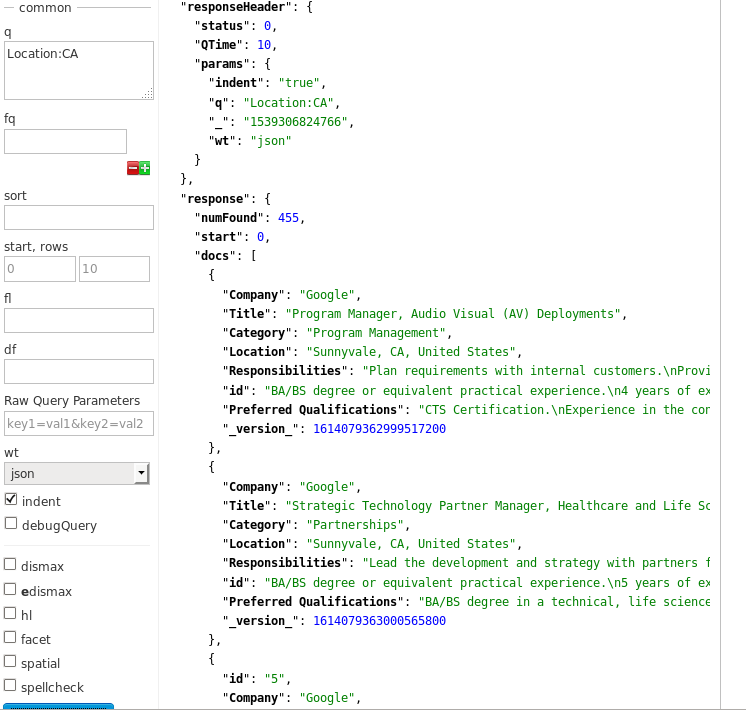 common
q
Location:CA
fq
sort
start, rows
0 10
fl
df
Raw Query Parameters
key1=val1&key2=val2
wt
json
indent
debugQuery
dismax
edismax
hl
facet
spatial
spellcheck
"responseHeader": {
"status": 0,
"QTime": 10,
"params": {
"indent": "true",
"q": "Location:CA",
"_": "1539306824766",
"wt": "json"
}
},
"response": {
"numFound": 455,
"start": 0,
"docs": [
{
"Company": "Google",
"Title": "Program Manager, Audio Visual (AV) Deployments",
"Category": "Program Management",
"Location": "Sunnyvale, CA, United States",
"Responsibilities": "Plan requirements with internal customers.\nProvi
"id": "BA/BS degree or equivalent practical experience.\n4 years of ex
"Preferred Qualifications": "CTS Certification.\nExperience in the con
"_version_": 1614079362999517200
},
{
"Company": "Google",
"Title": "Strategic Technology Partner Manager, Healthcare and Life Sc
"Category": "Partnerships",
"Location": "Sunnyvale, CA, United States",
"Responsibilities": "Lead the development and strategy with partners f
"id": "BA/BS degree or equivalent practical experience.\n5 years of ex
"Preferred Qualifications": "BA/BS degree in a technical, life science
"_version_": 1614079363000565800
},
{
"id": "5",
"Company": "Google",